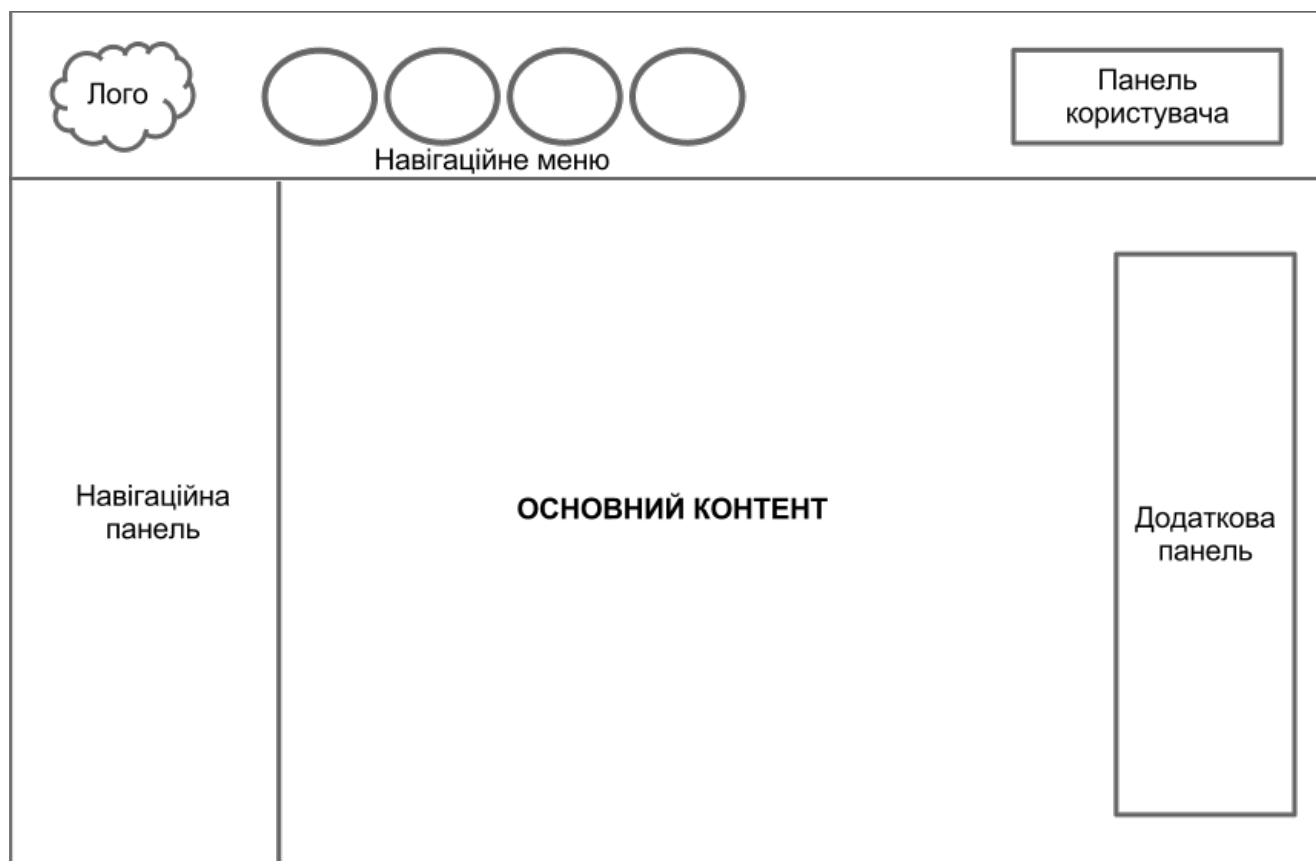 Лого
Навігаційне меню
Панель
користувача
Навігаційна
панель
ОСНОВНИЙ КОНТЕНТ
Додаткова
панель